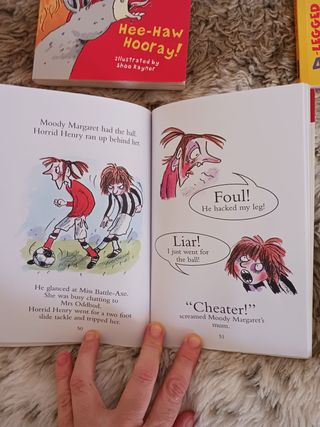 HEE-HAW
HOORAY!
Illustrated by
Shoo Rayner
-LEGGED
Moody Margaret had the ball.
Horrid Henry ran up behind her.
He glanced at Miss Battle-Axe.
She was busy chatting to
Mrs Oddbod.
Horrid Henry went for a two foot
slide tackle and tripped her.
50
Foul!
He hacked my leg!
Liar!
I just went for
the ball!
"Cheater!"
screamed Moody Margaret's
mum.
51